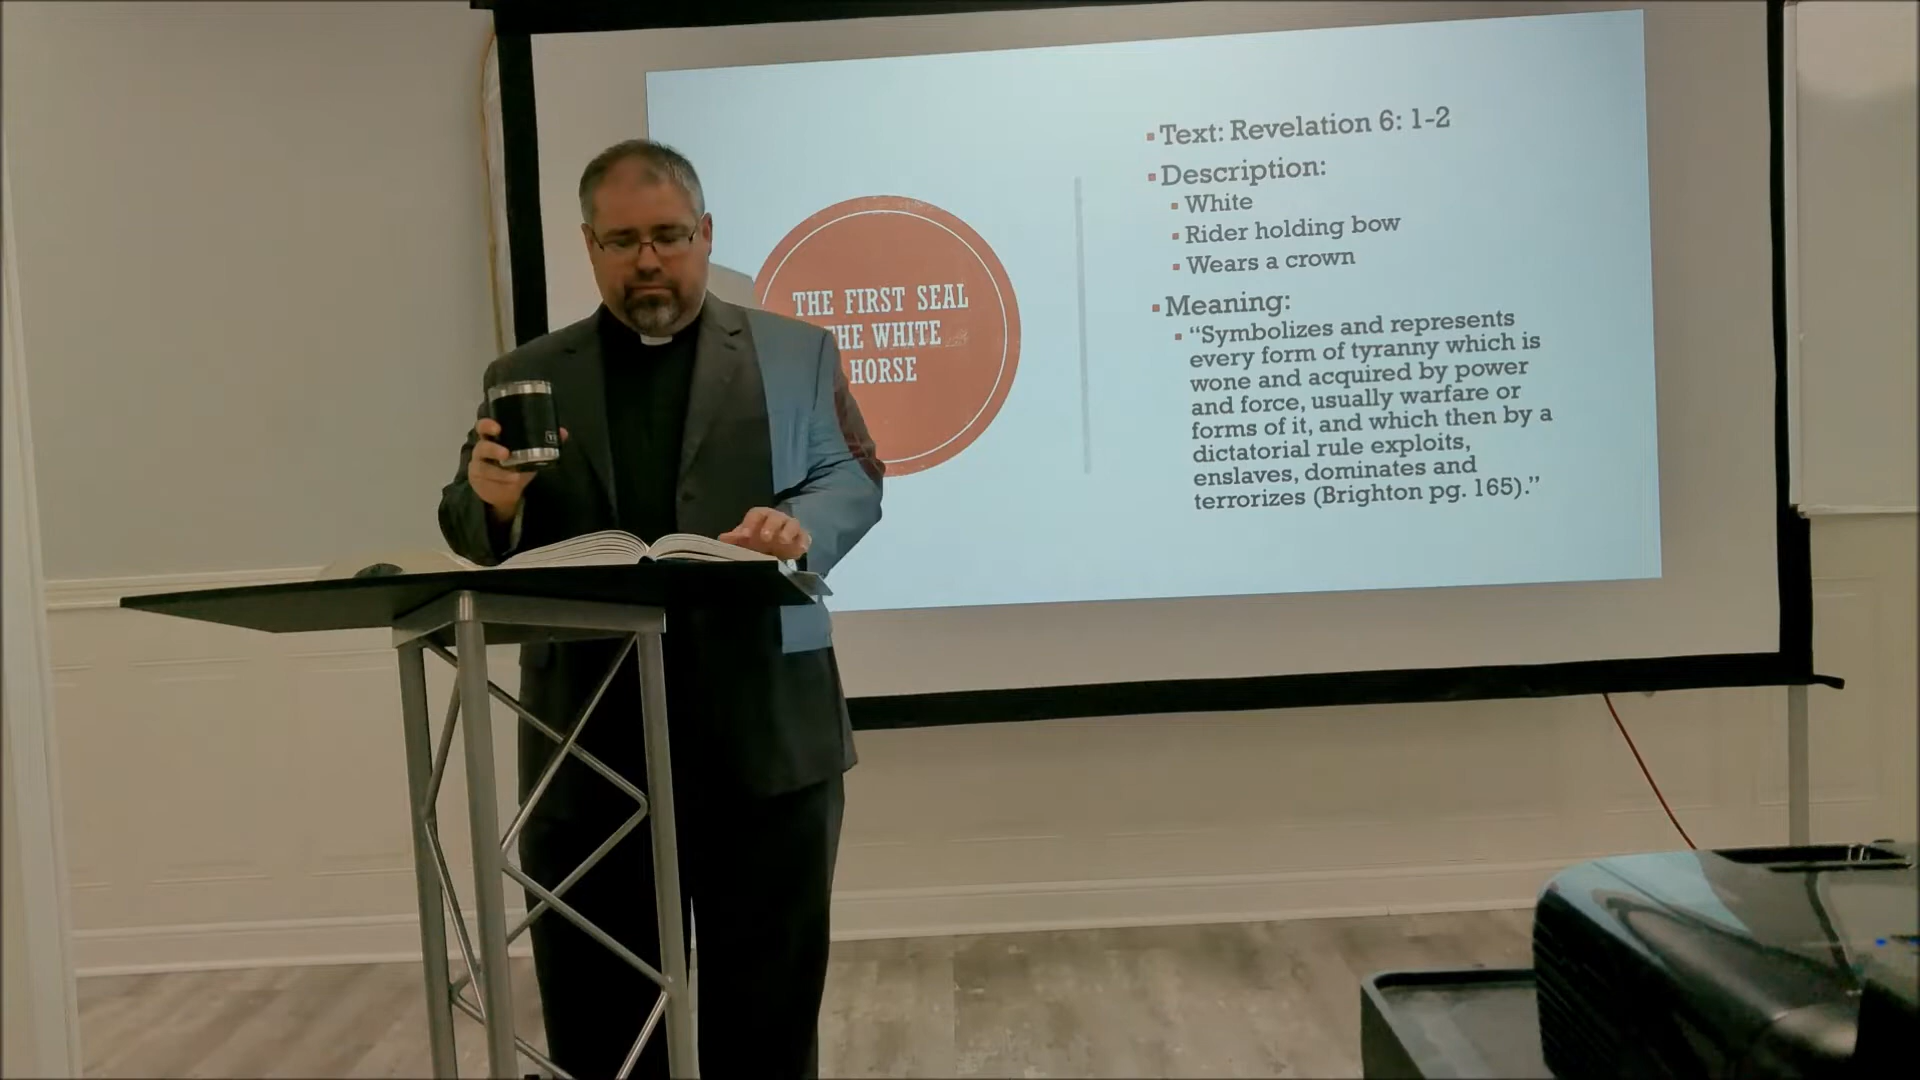 THE FIRST SEAL
THE WHITE
HORSE
Text: Revelation 6: 1-2
Description:
White
Rider holding bow
Wears a crown
Meaning:
“Symbolizes and represents
every form of tyranny which is
wone and acquired by power
and force, usually warfare or
forms of it, and which then by a
dictatorial rule exploits,
enslaves, dominates and
terrorizes (Brighton pg. 165).”